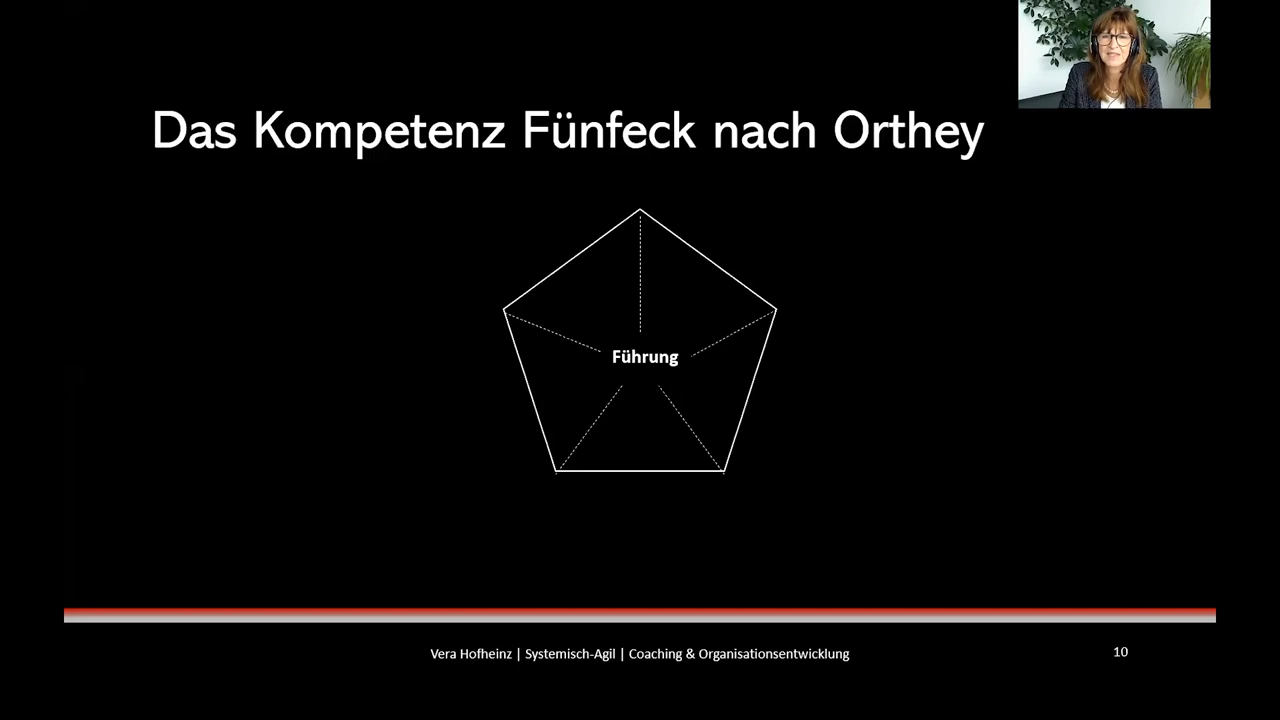 Das Kompetenz Fünfeck nach Orthey
Führung
Vera Hofheinz | Systemisch-Agil | Coaching & Organisationsentwicklung
10